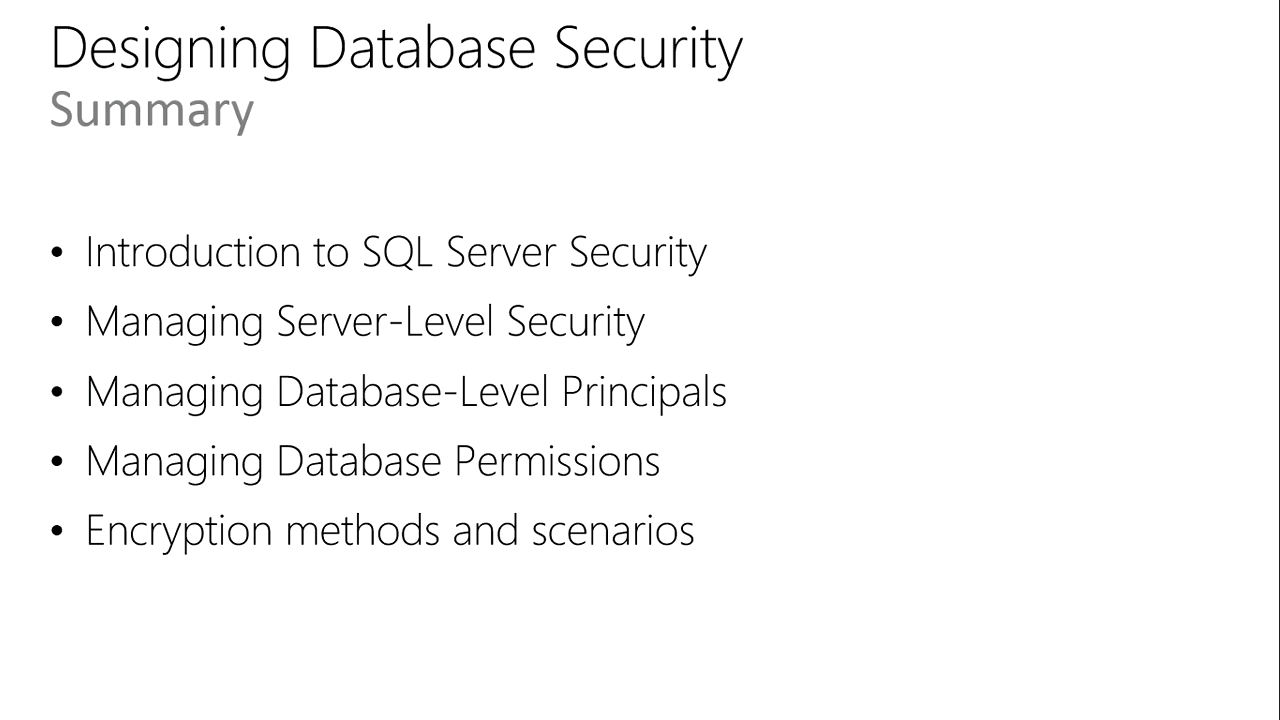 Designing Database Security
Summary
• Introduction to SQL Server Security
• Managing Server-Level Security
• Managing Database-Level Principals
• Managing Database Permissions
• Encryption methods and scenarios